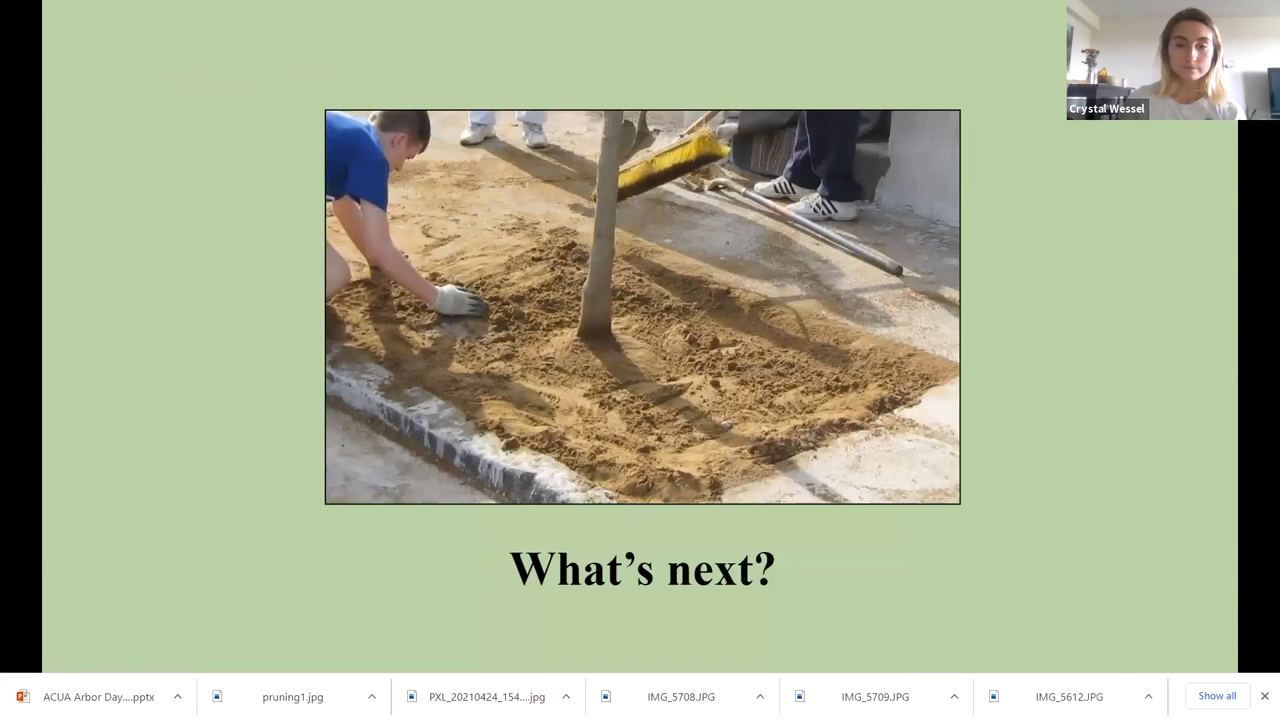 Crystal Wessel
What's next?
ACUA Arbor Day....pptx
pruning1.jpg
PXL_20210424_154....jpg
IMG_5708.JPG
IMG_5709.JPG
IMG_5612.JPG
Show all